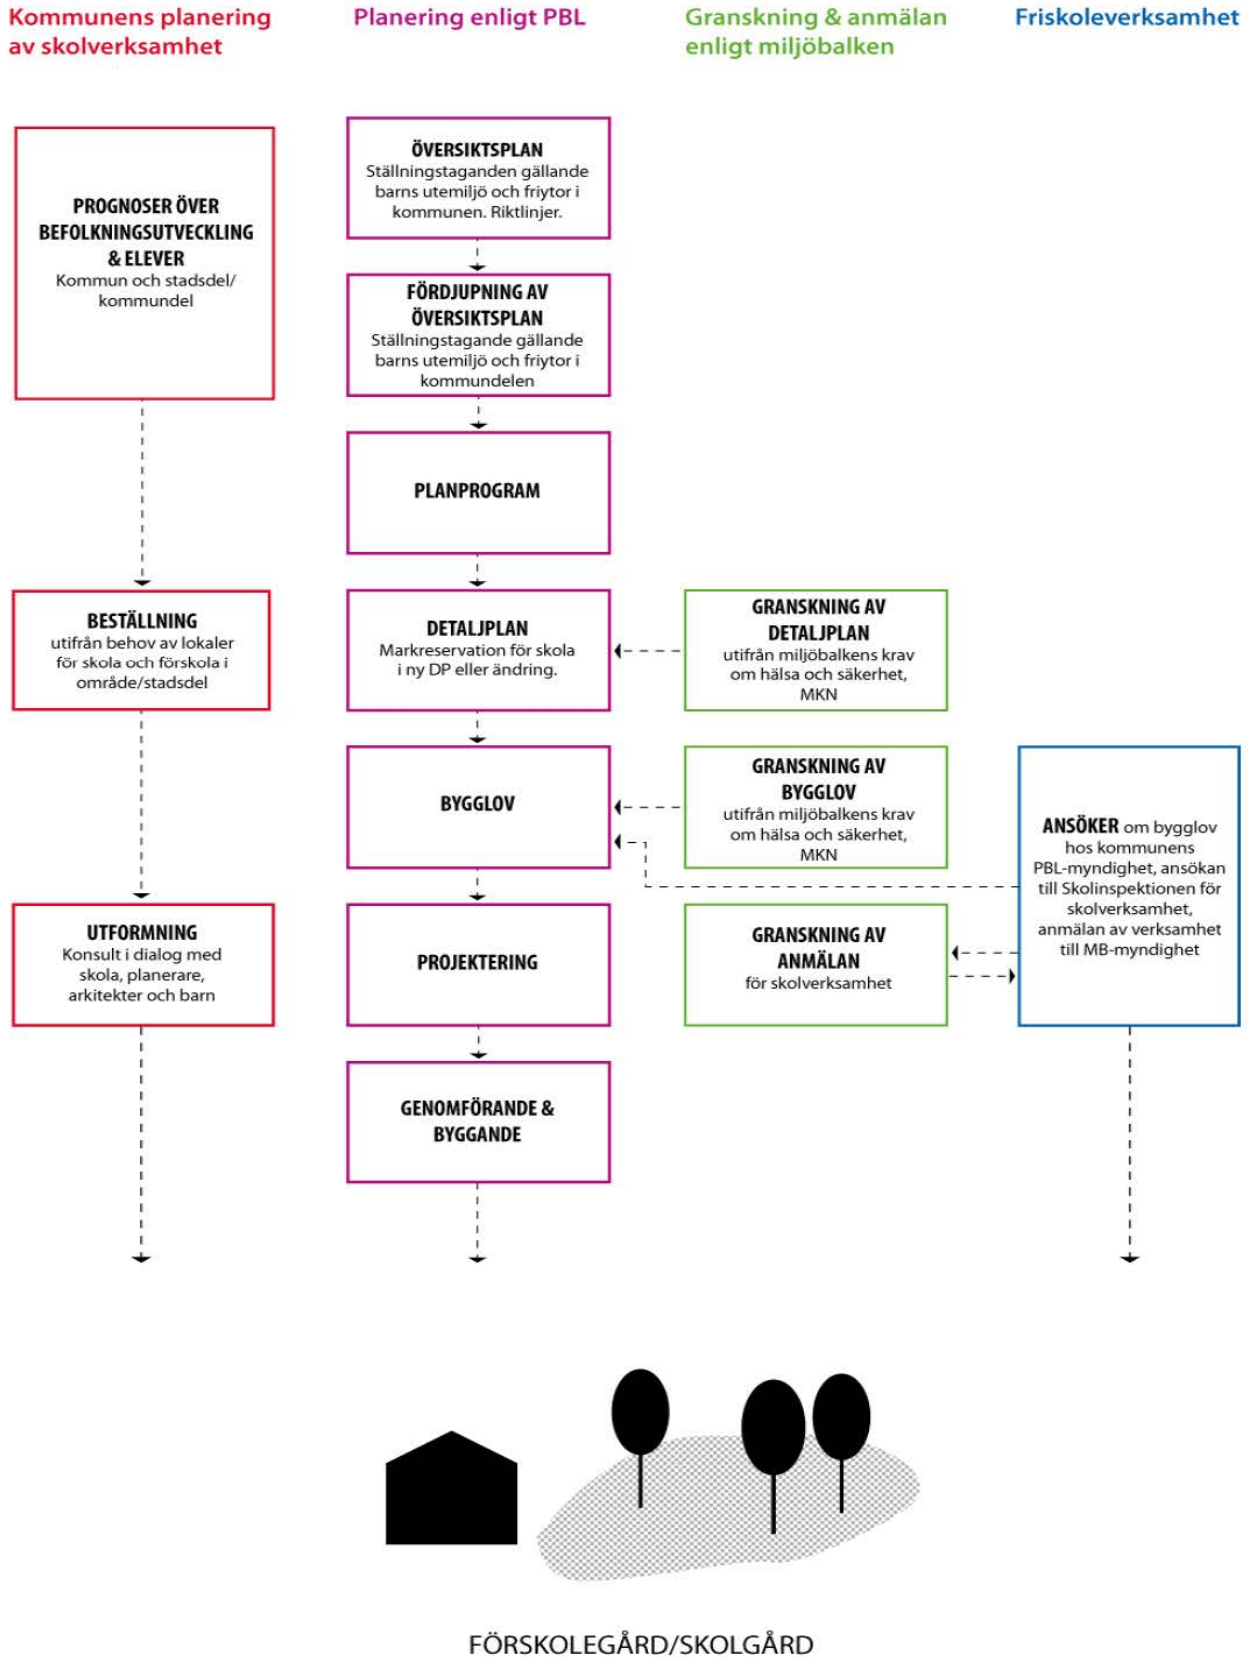 Kommunens planering
av skolverksamhet
Planering enligt PBL
Granskning & anmälan
enligt miljöbalken
Friskoleverksamhet
PROGNOSER ÖVER
BEFOLKNINGSUTVECKLING
& ELEVER
Kommun och stadsdel/
kommundel
BESTÄLLNING
utifrån behov av lokaler
för skola och förskola i
område/stadsdel
UTFORMNING
Konsult i dialog med
skola, planerare,
arkitekter och barn
ÖVERSIKTSPLAN
Ställningstaganden gällande
barns utemiljö och friytor i
kommunen. Riktlinjer.
FÖRDJUPNING AV
ÖVERSIKTSPLAN
Ställningstagande gällande
barns utemiljö och friytor i
kommundelen
PLANPROGRAM
DETALJPLAN
Markreservation för skola
i ny DP eller ändring.
BYGGLOV
PROJEKTERING
GENOMFÖRANDE &
BYGGANDE
GRANSKNING AV
DETALJPLAN
utifrån miljöbalkens krav
om hälsa och säkerhet,
MKN
GRANSKNING AV
BYGGLOV
utifrån miljöbalkens krav
om hälsa och säkerhet,
MKN
GRANSKNING AV
ANMÄLAN
för skolverksamhet
ANSÖKER om bygglov
hos kommunens
PBL-myndighet, ansökan
till Skolinspektionen för
skolverksamhet,
anmälan av verksamhet
till MB-myndighet
FÖRSKOLEGÅRD/SKOLGÅRD